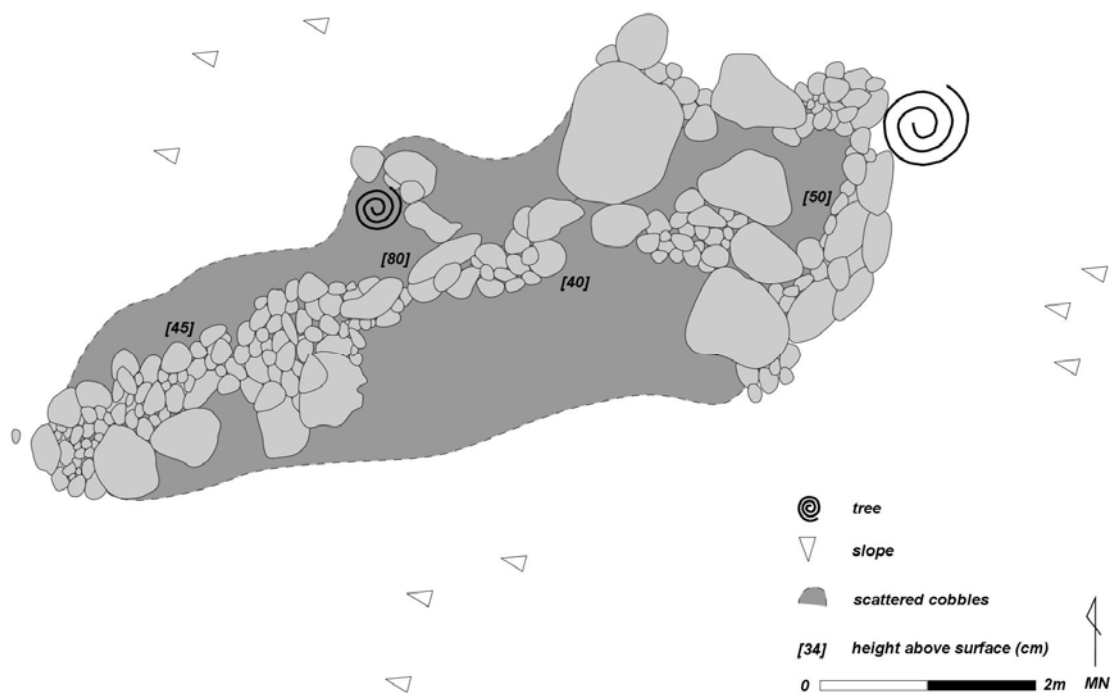 [50]
[80]
[40]
[45]
tree
slope
scattered cobbles
[34] height above surface (cm)
0 2m MN